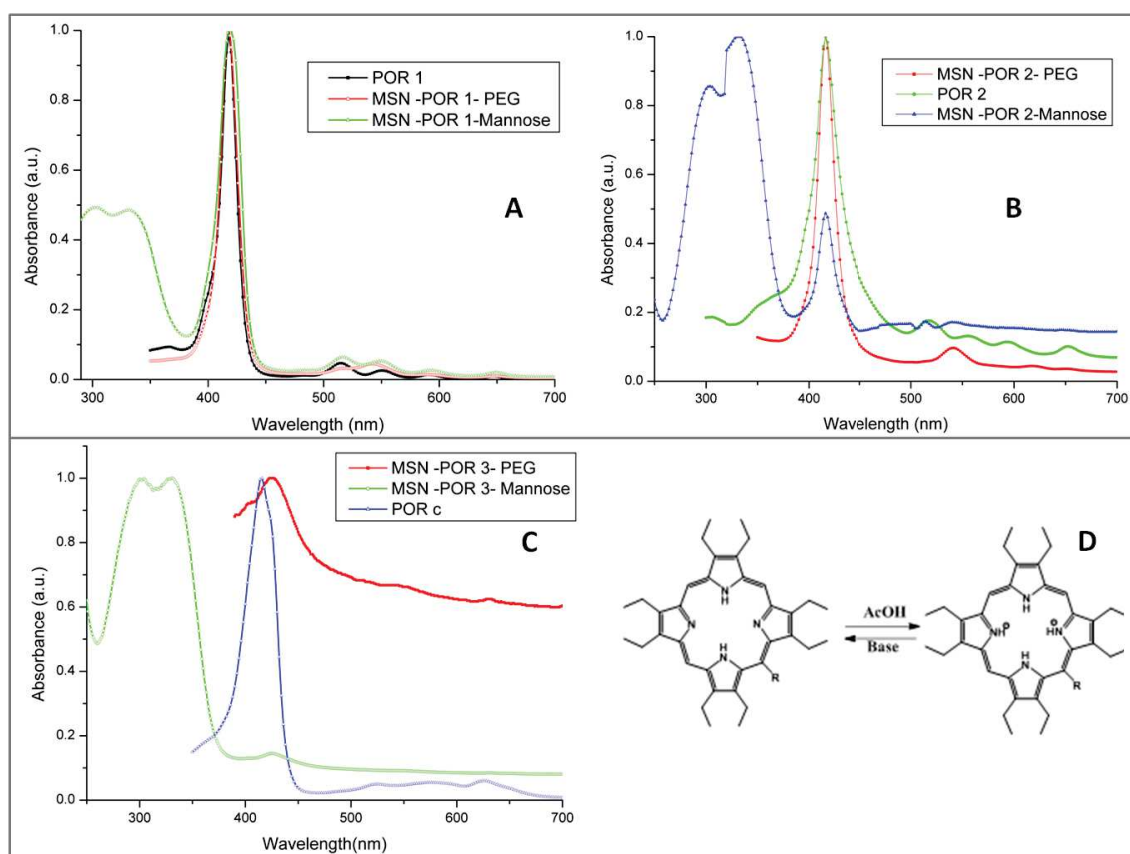 POR 1
MSN -POR 1- PEG
MSN -POR 1-Mannose
A
Absorbance (a.u.)
1.0
0.8
0.6
0.4
0.2
0.0
300
400
500
600
700
Wavelength (nm)
MSN -POR 2- PEG
POR 2
MSN -POR 2-Mannose
B
Absorbance (a.u.)
1.0
0.8
0.6
0.4
0.2
0.0
300
400
500
600
700
Wavelength (nm)
MSN -POR 3- PEG
MSN -POR 3- Mannose
POR c
C
Absorbance (a.u.)
1.0
0.8
0.6
0.4
0.2
0.0
300
400
500
600
700
Wavelength(nm)
D
H
N
N
N
N
H
R
AcOH
Base
H
N
NH
HN
N
H
R